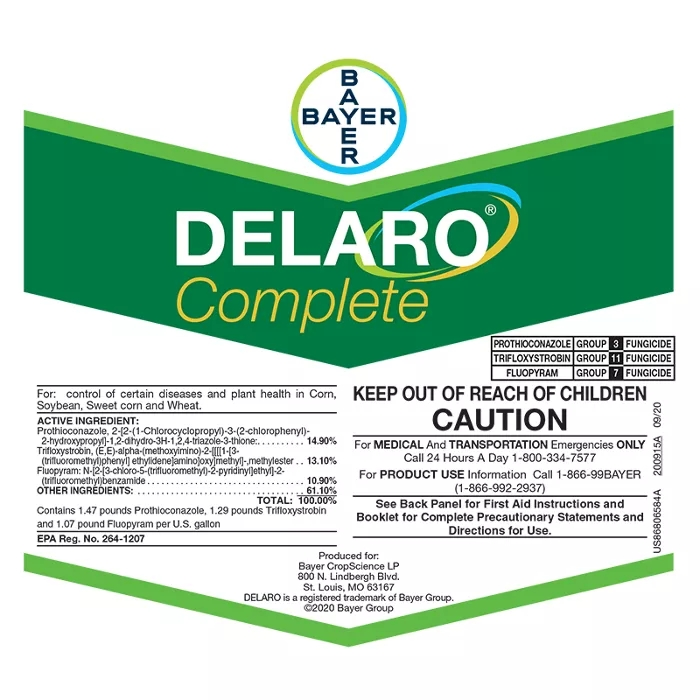 BAYER
BAYER
DELARO®
Complete
PROTHIOCONAZOLE GROUP 3 FUNGICIDE
TRIFLOXYSTROBIN GROUP 11 FUNGICIDE
FLUOPYRAM GROUP 7 FUNGICIDE
For: control of certain diseases and plant health in Corn,
Soybean, Sweet corn and Wheat.
ACTIVE INGREDIENT:
Prothioconazole, 2-[2-(1-Chlorocyclopropyl)-3-(2-chlorophenyl)-
2-hydroxypropyl]-1,2-dihydro-3H-1,2,4-triazole-3-thione:.......... 14.90%
Trifloxystrobin, (E,E)-alpha-(methoxyimino)-2-[[[[1-[3-
(trifluoromethyl)phenyl] ethylidene]amino]oxy]methyl]-,methylester .. 13.10%
Fluopyram: N-[2-[3-chloro-5-(trifluoromethyl)-2-pyridinyl]ethyl]-2-
(trifluoromethyl)benzamide .......... 10.90%
OTHER INGREDIENTS: .......... 61.10%
TOTAL: 100.00%
Contains 1.47 pounds Prothioconazole, 1.29 pounds Trifloxystrobin
and 1.07 pound Fluopyram per U.S. gallon
EPA Reg. No. 264-1207
KEEP OUT OF REACH OF CHILDREN
CAUTION
For MEDICAL And TRANSPORTATION Emergencies ONLY
Call 24 Hours A Day 1-800-334-7577
For PRODUCT USE Information Call 1-866-99BAYER
(1-866-992-2937)
See Back Panel for First Aid Instructions and
Booklet for Complete Precautionary Statements and
Directions for Use.
US86806584A 200915A 09/20
Produced for:
Bayer CropScience LP
800 N. Lindbergh Blvd.
St. Louis, MO 63167
DELARO is a registered trademark of Bayer Group.
©2020 Bayer Group